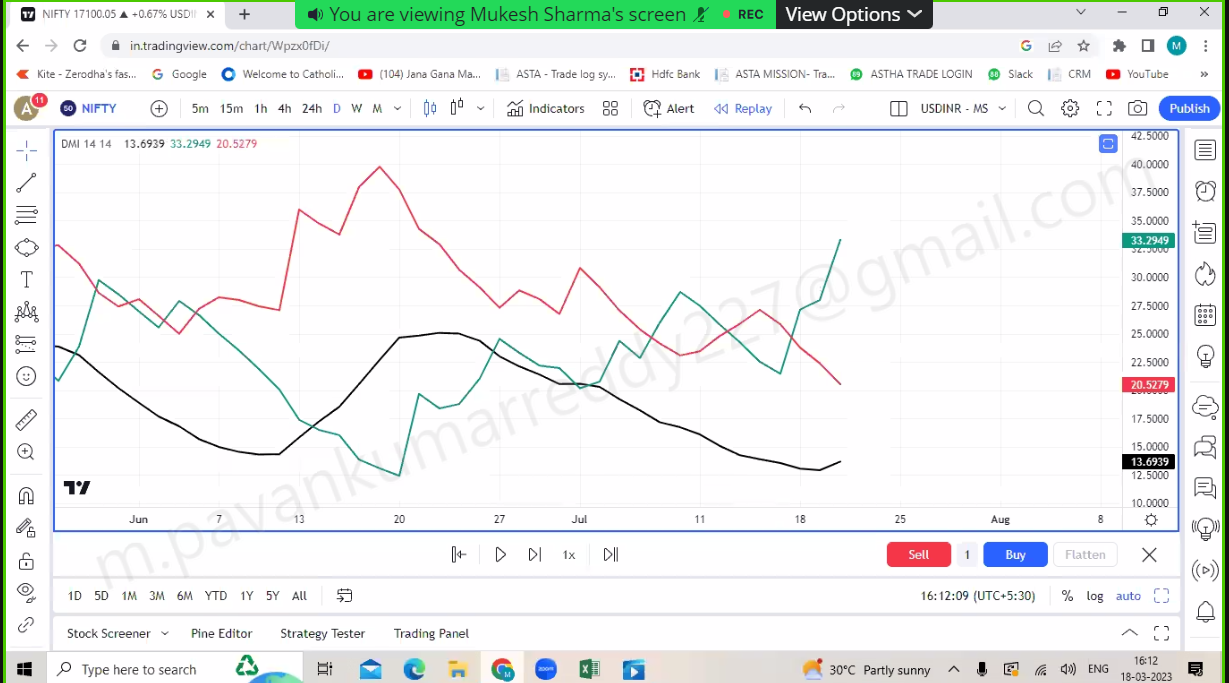 NIFTY 17100.05 ▲ +0.67% USDI
You are viewing Mukesh Sharma's screen
REC
View Options
in.tradingview.com/chart/Wpzx0fDi/
M
Kite - Zerodha's fas...
Google
Welcome to Catholi...
(104) Jana Gana Ma...
ASTA - Trade log sy...
Hdfc Bank
ASTA MISSION- Tra...
ASTHA TRADE LOGIN
Slack
CRM
YouTube
»
A
11
50
NIFTY
5m
15m
1h
4h
24h
D
W
M
Indicators
Alert
Replay
USDINR - MS
Publish
DMI 14 14 13.6939 33.2949 20.5279
42.5000
40.0000
37.5000
35.0000
33.2949
32.5000
30.0000
27.5000
25.0000
22.5000
20.5279
17.5000
15.0000
13.6939
12.5000
10.0000
m.pavankumarreddy227@gmail.com
Jun
7
13
20
27
Jul
11
18
25
Aug
8
1x
Sell
1
Buy
Flatten
1D
5D
1M
3M
6M
YTD
1Y
5Y
All
16:12:09 (UTC+5:30)
%
log
auto
Stock Screener
Pine Editor
Strategy Tester
Trading Panel
Type here to search
zoom
30°C Partly sunny
ENG
16:12
18-03-2023